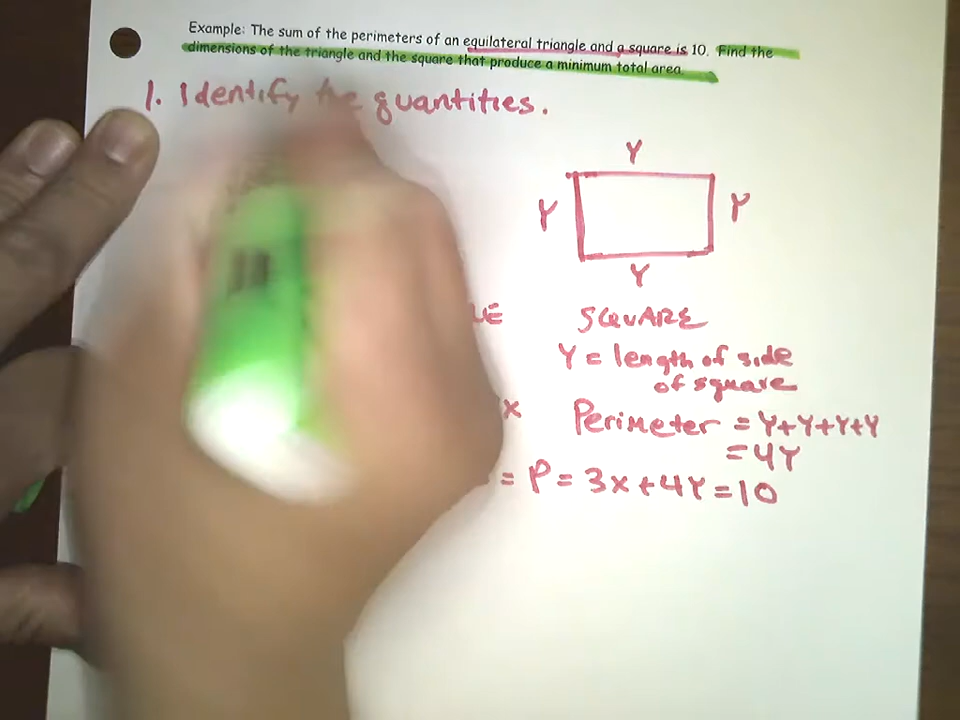 Example: The sum of the perimeters of an equilateral triangle and a square is 10. Find the
dimensions of the triangle and the square that produce a minimum total area.
1. Identify the quantities.
Y
Y
Y
Y
SQUARE
Y = length of side
of square
x
Perimeter = Y+Y+Y+Y
= 4Y
= P = 3x + 4Y = 10